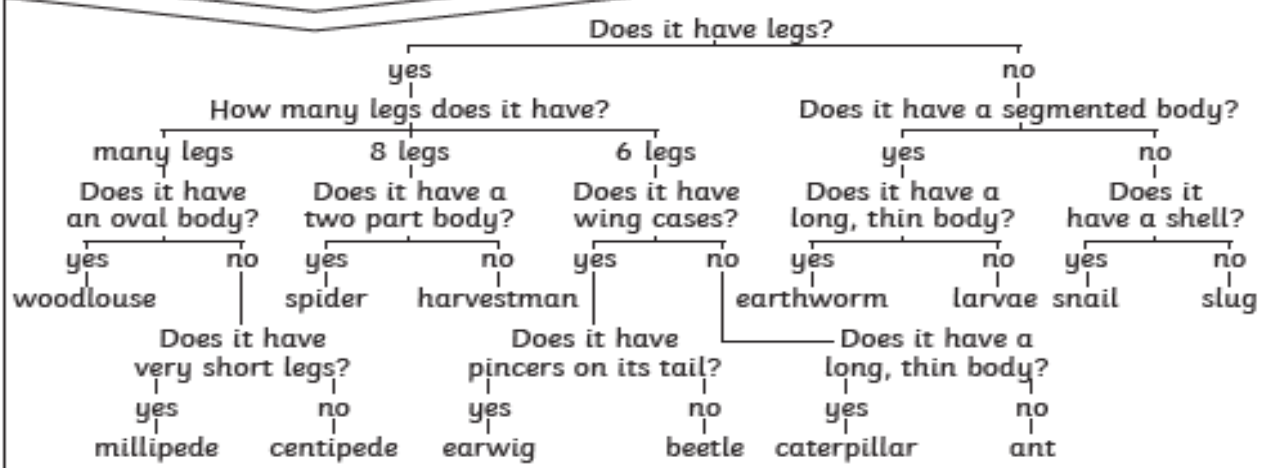 Does it have legs?
yes no
How many legs does it have? Does it have a segmented body?
many legs 8 legs 6 legs yes no
Does it have Does it have a Does it have Does it have a Does it
an oval body? two part body? wing cases? long, thin body? have a shell?
yes no yes no yes no yes no yes no
woodlouse spider harvestman earthworm larvae snail slug
Does it have Does it have Does it have a
very short legs? pincers on its tail? long, thin body?
yes no yes no yes no
millipede centipede earwig beetle caterpillar ant